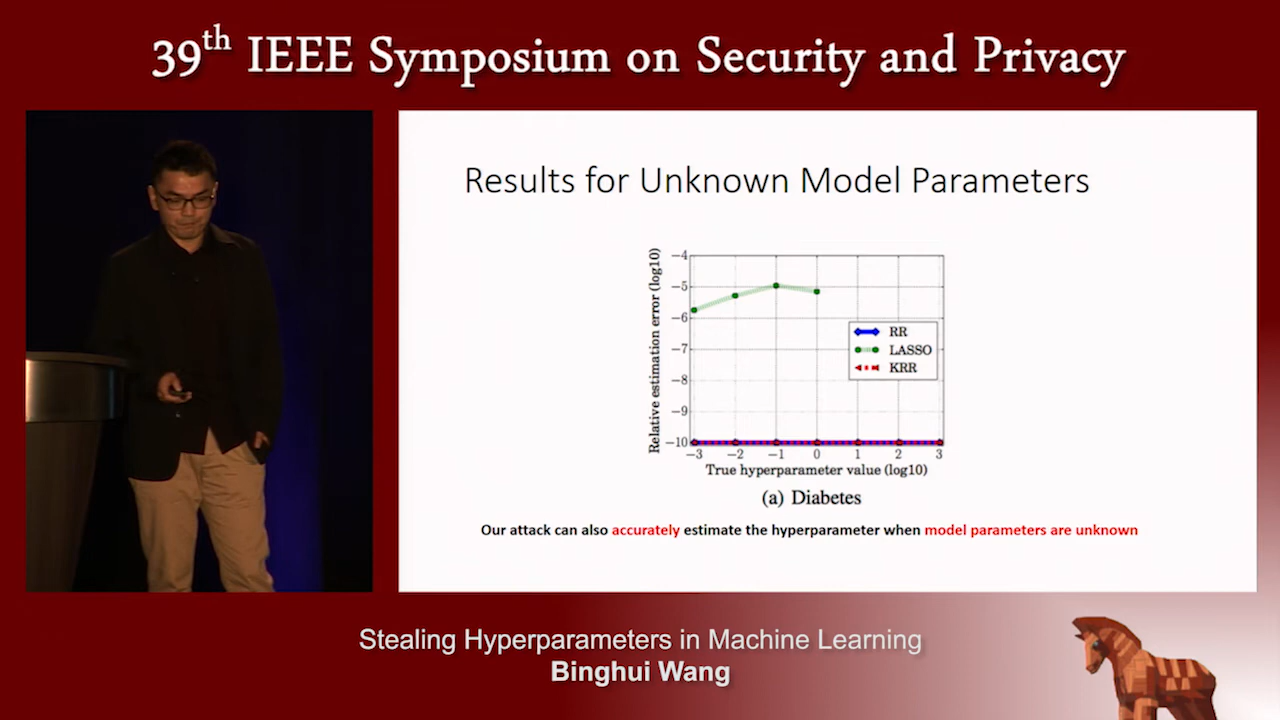 39th IEEE Symposium on Security and Privacy
Results for Unknown Model Parameters
Relative estimation error (log10)
−4
−5
−6
−7
−8
−9
−10
RR
LASSO
KRR
−3 −2 −1 0 1 2 3
True hyperparameter value (log10)
(a) Diabetes
Our attack can also accurately estimate the hyperparameter when model parameters are unknown
Stealing Hyperparameters in Machine Learning
Binghui Wang